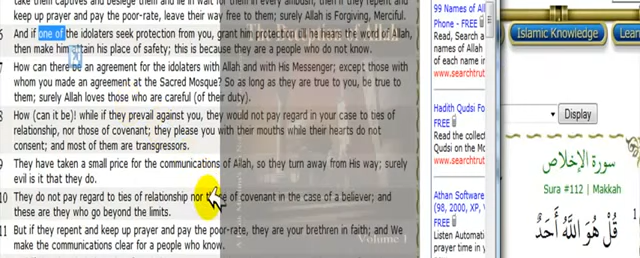 take them captives and besiege them and lie in wait for them in every ambush, then if they repent and
keep up prayer and pay the poor-rate, leave their way free to them; surely Allah is Forgiving, Merciful.
6 And if one of the idolaters seek protection from you, grant him protection till he hears the word of Allah,
then make him attain his place of safety; this is because they are a people who do not know.
7 How can there be an agreement for the idolaters with Allah and with His Messenger; except those with
whom you made an agreement at the Sacred Mosque? So as long as they are true to you, be true to
them; surely Allah loves those who are careful (of their duty).
8 How (can it be)! while if they prevail against you, they would not pay regard in your case to ties of
relationship, nor those of covenant; they please you with their mouths while their hearts do not
consent; and most of them are transgressors.
9 They have taken a small price for the communications of Allah, so they turn away from His way; surely
evil is it that they do.
10 They do not pay regard to ties of relationship nor those of covenant in the case of a believer; and
these are they who go beyond the limits.
11 But if they repent and keep up prayer and pay the poor-rate, they are your brethren in faith; and We
make the communications clear for a people who know.
Volume 1
99 Names of Al
Phone - FREE
Read, Search a
names of Allah
of each name in
www.searchtrut
Hadith Qudsi Fo
FREE
Read the collect
Qudsi on the Mo
www.searchtrut
Athan Software
(98, 2000, XP, V
FREE
Listen Automati
prayer time in y
Islamic Knowledge
Learn
Display
سورة الإخلاص
Sura #112 | Makkah
1
قُلْ هُوَ اللَّهُ أَحَدٌ